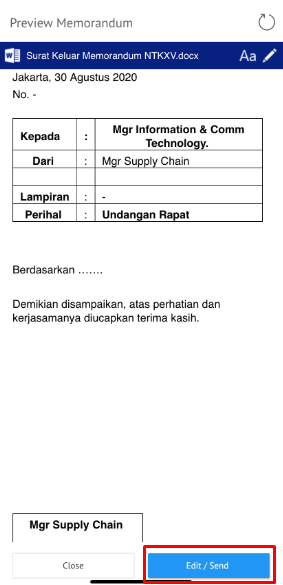 Preview Memorandum
Surat Keluar Memorandum NTKXV.docx Aa
Jakarta, 30 Agustus 2020
No. -
Kepada : Mgr Information & Comm
Technology.
Dari : Mgr Supply Chain
Lampiran : -
Perihal : Undangan Rapat
Berdasarkan …….
Demikian disampaikan, atas perhatian dan
kerjasamanya diucapkan terima kasih.
Mgr Supply Chain
Close Edit / Send